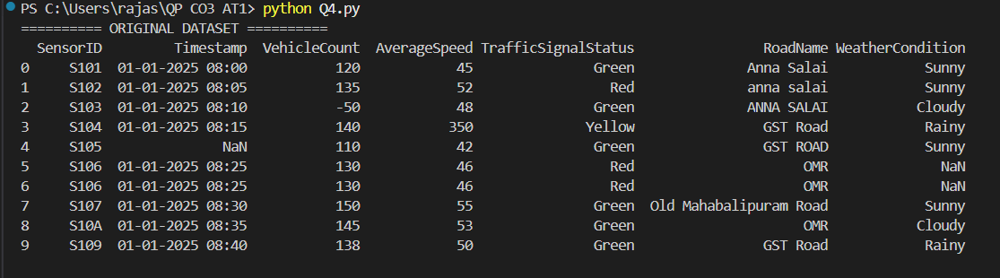 PS C:\Users\rajas\QP CO3 AT1> python Q4.py
========== ORIGINAL DATASET ==========
  SensorID         Timestamp  VehicleCount  AverageSpeed TrafficSignalStatus              RoadName WeatherCondition
0     S101  01-01-2025 08:00           120            45               Green            Anna Salai            Sunny
1     S102  01-01-2025 08:05           135            52                 Red            anna salai            Sunny
2     S103  01-01-2025 08:10           -50            48               Green            ANNA SALAI           Cloudy
3     S104  01-01-2025 08:15           140           350              Yellow              GST Road            Rainy
4     S105               NaN           110            42               Green              GST ROAD            Sunny
5     S106  01-01-2025 08:25           130            46                 Red                   OMR              NaN
6     S106  01-01-2025 08:25           130            46                 Red                   OMR              NaN
7     S107  01-01-2025 08:30           150            55               Green  Old Mahabalipuram Road            Sunny
8     S10A  01-01-2025 08:35           145            53               Green                   OMR           Cloudy
9     S109  01-01-2025 08:40           138            50               Green              GST Road            Rainy